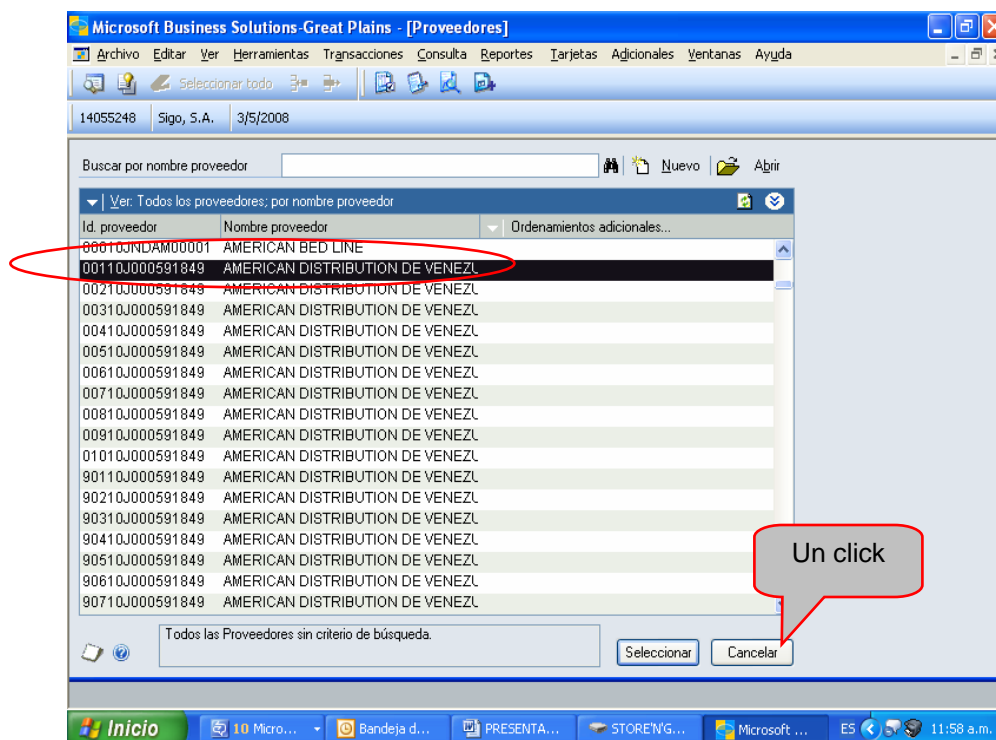 Microsoft Business Solutions-Great Plains - [Proveedores]
Archivo Editar Ver Herramientas Transacciones Consulta Reportes Tarjetas Adicionales Ventanas Ayuda
Seleccionar todo
14055248 Sigo, S.A. 3/5/2008
Buscar por nombre proveedor Nuevo Abrir
Ver: Todos los proveedores; por nombre proveedor
Id. proveedor Nombre proveedor Ordenamientos adicionales...
00010JNDAM00001 AMERICAN BED LINE
00110J000591849 AMERICAN DISTRIBUTION DE VENEZU
00210J000591849 AMERICAN DISTRIBUTION DE VENEZU
00310J000591849 AMERICAN DISTRIBUTION DE VENEZU
00410J000591849 AMERICAN DISTRIBUTION DE VENEZU
00510J000591849 AMERICAN DISTRIBUTION DE VENEZU
00610J000591849 AMERICAN DISTRIBUTION DE VENEZU
00710J000591849 AMERICAN DISTRIBUTION DE VENEZU
00810J000591849 AMERICAN DISTRIBUTION DE VENEZU
00910J000591849 AMERICAN DISTRIBUTION DE VENEZU
01010J000591849 AMERICAN DISTRIBUTION DE VENEZU
90110J000591849 AMERICAN DISTRIBUTION DE VENEZU
90210J000591849 AMERICAN DISTRIBUTION DE VENEZU
90310J000591849 AMERICAN DISTRIBUTION DE VENEZU
90410J000591849 AMERICAN DISTRIBUTION DE VENEZU
90510J000591849 AMERICAN DISTRIBUTION DE VENEZU
90610J000591849 AMERICAN DISTRIBUTION DE VENEZU
90710J000591849 AMERICAN DISTRIBUTION DE VENEZU
Un click
Todos las Proveedores sin criterio de búsqueda.
Seleccionar Cancelar
Inicio 10 Micro... Bandeja d... PRESENTA... STORE'N'G... Microsoft ... ES 11:58 a.m.